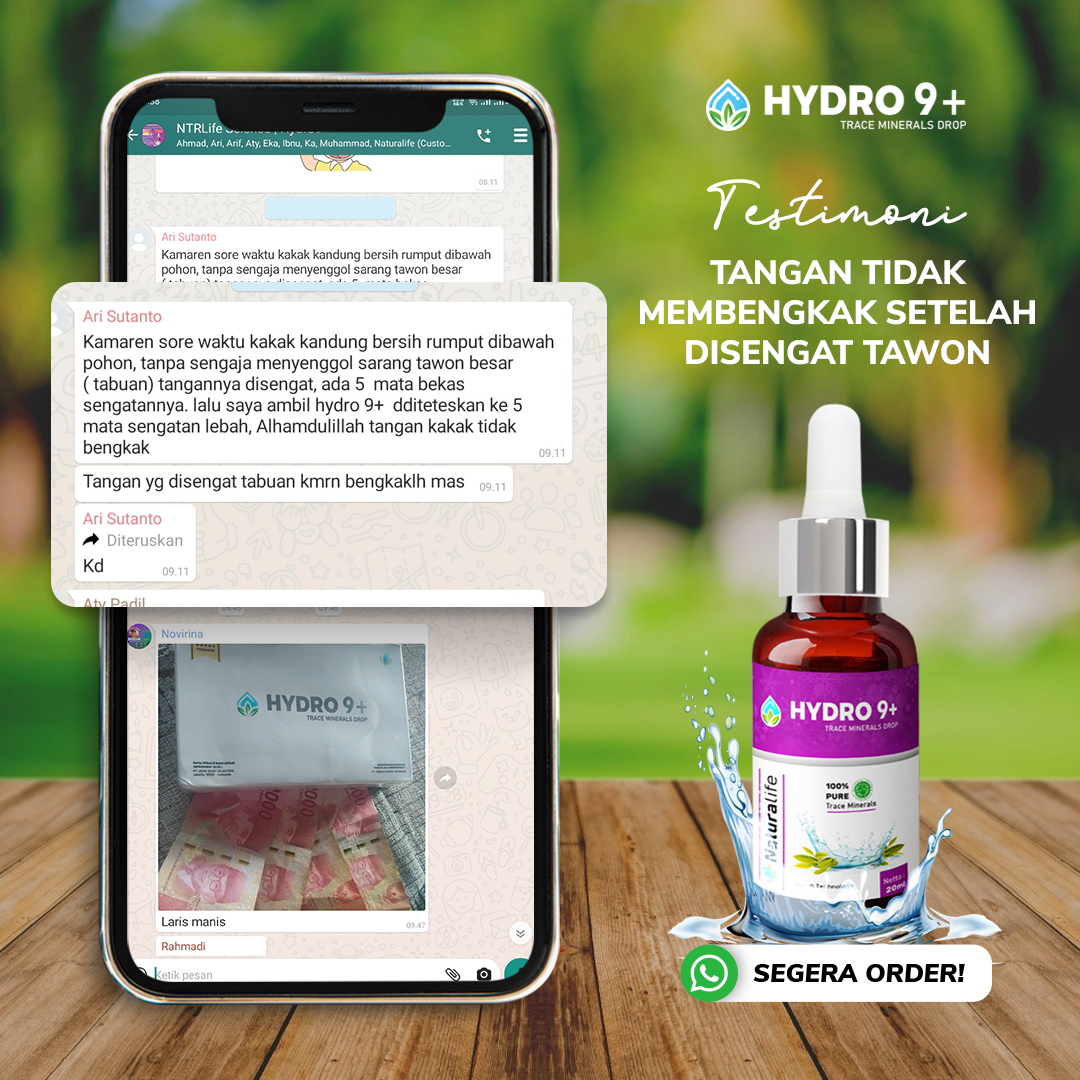 NTRLife
Ahmad, Ari, Arif, Aty, Eka, Ibnu, Ka, Muhammad, Naturalife (Custo...
08.11
Ari Sutanto
Kamaren sore waktu kakak kandung bersih rumput dibawah
pohon, tanpa sengaja menyenggol sarang tawon besar
Ari Sutanto
Kamaren sore waktu kakak kandung bersih rumput dibawah
pohon, tanpa sengaja menyenggol sarang tawon besar
( tabuan) tangannya disengat, ada 5 mata bekas
sengatannya. lalu saya ambil hydro 9+ dditeteskan ke 5
mata sengatan lebah, Alhamdulillah tangan kakak tidak
bengkak
09.11
Tangan yg disengat tabuan kmrn bengkaklh mas 09.11
Ari Sutanto
Diteruskan
Kd
09.11
Aty Padil
Novirina
HYDRO 9+
TRACE MINERALS DROP
Laris manis
09.47
Rahmadi
Ketik pesan
HYDRO 9+
TRACE MINERALS DROP
Testimoni
TANGAN TIDAK
MEMBENGKAK SETELAH
DISENGAT TAWON
HYDRO 9+
TRACE MINERALS DROP
Naturalife
100%
PURE
Trace Minerals
Netto :
20ml
SEGERA ORDER!